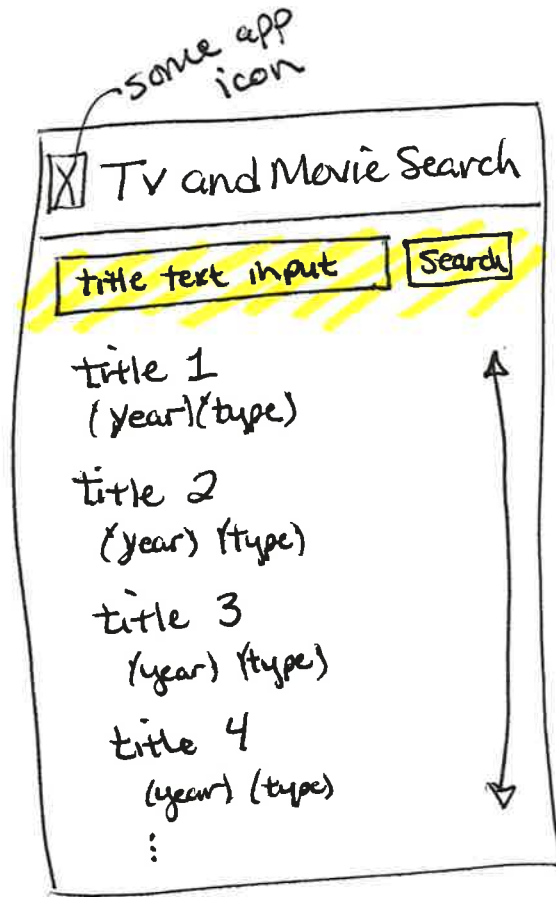 some app
icon
TV and Movie Search
title text input
Search
title 1
(year) (type)
title 2
(year) (type)
title 3
(year) (type)
title 4
(year) (type)
⋮